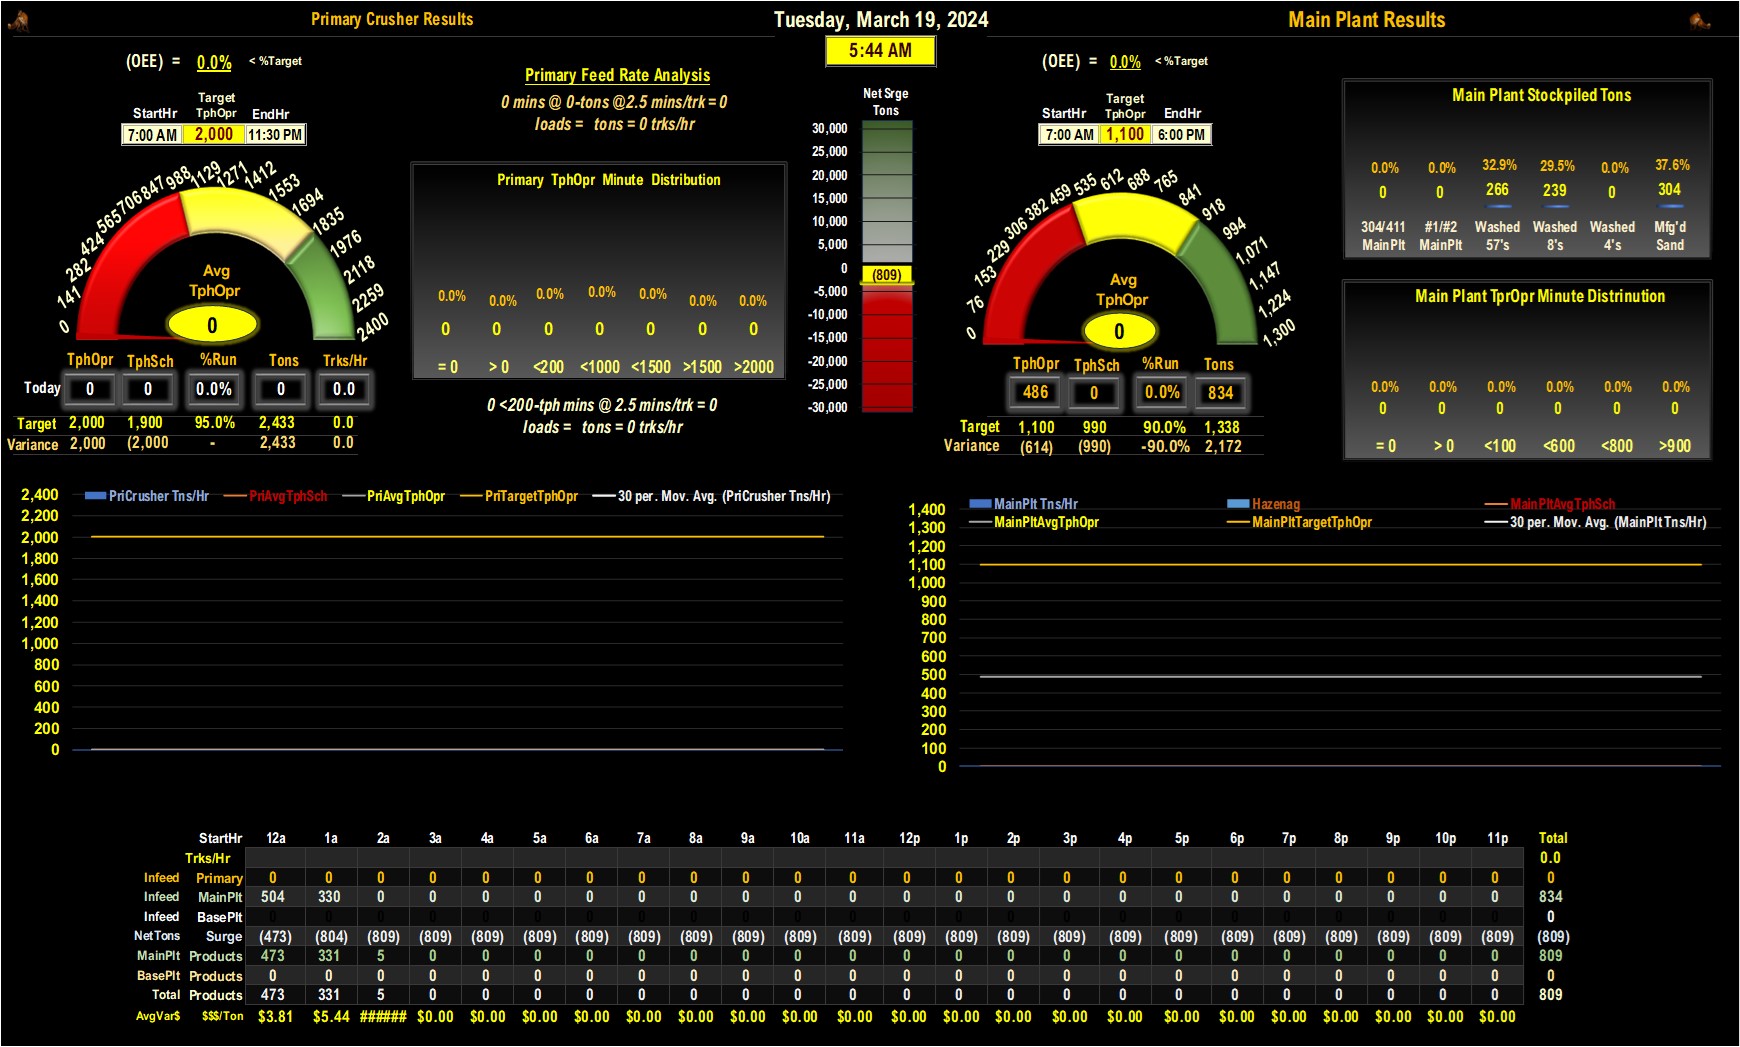 Primary Crusher Results
Tuesday, March 19, 2024
Main Plant Results
5:44 AM
(OEE) = 0.0% < %Target
Target
StartHr TphOpr EndHr
7:00 AM 2,000 11:30 PM
0 141 282 424 565 706 847 988 1129 1271 1412 1553 1694 1835 1976 2118 2259 2400
Avg
TphOpr
0
TphOpr TphSch %Run Tons Trks/Hr
Today 0 0 0.0% 0 0.0
Target 2,000 1,900 95.0% 2,433 0.0
Variance 2,000 (2,000 - 2,433 0.0
Primary Feed Rate Analysis
0 mins @ 0-tons @2.5 mins/trk = 0
loads = tons = 0 trks/hr
Primary TphOpr Minute Distribution
0.0% 0.0% 0.0% 0.0% 0.0% 0.0% 0.0%
0 0 0 0 0 0 0
= 0 > 0 <200 <1000 <1500 >1500 >2000
0 <200-tph mins @ 2.5 mins/trk = 0
loads = tons = 0 trks/hr
Net Srge
Tons
30,000
25,000
20,000
15,000
10,000
5,000
0
(809)
-5,000
-10,000
-15,000
-20,000
-25,000
-30,000
(OEE) = 0.0% < %Target
Target
StartHr TphOpr EndHr
7:00 AM 1,100 6:00 PM
0 76 153 229 306 382 459 535 612 688 765 841 918 994 1,071 1,147 1,224 1,300
Avg
TphOpr
0
TphOpr TphSch %Run Tons
486 0 0.0% 834
Target 1,100 990 90.0% 1,338
Variance (614) (990) -90.0% 2,172
Main Plant Stockpiled Tons
0.0% 0.0% 32.9% 29.5% 0.0% 37.6%
0 0 266 239 0 304
304/411 #1/#2 Washed Washed Washed Mfg'd
MainPlt MainPlt 57's 8's 4's Sand
Main Plant TprOpr Minute Distrinution
0.0% 0.0% 0.0% 0.0% 0.0% 0.0%
0 0 0 0 0 0
= 0 > 0 <100 <600 <800 >900
PriCrusher Tns/Hr PriAvgTphSch PriAvgTphOpr PriTargetTphOpr 30 per. Mov. Avg. (PriCrusher Tns/Hr)
2,400
2,200
2,000
1,800
1,600
1,400
1,200
1,000
800
600
400
200
0
MainPlt Tns/Hr Hazenag MainPltAvgTphSch
MainPltAvgTphOpr MainPltTargetTphOpr 30 per. Mov. Avg. (MainPlt Tns/Hr)
1,400
1,300
1,200
1,100
1,000
900
800
700
600
500
400
300
200
100
0
StartHr 12a 1a 2a 3a 4a 5a 6a 7a 8a 9a 10a 11a 12p 1p 2p 3p 4p 5p 6p 7p 8p 9p 10p 11p Total
Trks/Hr 0.0
Infeed Primary 0 0 0 0 0 0 0 0 0 0 0 0 0 0 0 0 0 0 0 0 0 0 0 0 0
Infeed MainPlt 504 330 0 0 0 0 0 0 0 0 0 0 0 0 0 0 0 0 0 0 0 0 0 0 834
Infeed BasePlt 0 0 0 0 0 0 0 0 0 0 0 0 0 0 0 0 0 0 0 0 0 0 0 0 0
NetTons Surge (473) (804) (809) (809) (809) (809) (809) (809) (809) (809) (809) (809) (809) (809) (809) (809) (809) (809) (809) (809) (809) (809) (809) (809) (809)
MainPlt Products 473 331 5 0 0 0 0 0 0 0 0 0 0 0 0 0 0 0 0 0 0 0 0 0 809
BasePlt Products 0 0 0 0 0 0 0 0 0 0 0 0 0 0 0 0 0 0 0 0 0 0 0 0 0
Total Products 473 331 5 0 0 0 0 0 0 0 0 0 0 0 0 0 0 0 0 0 0 0 0 0 809
AvgVar$ $$$/Ton $3.81 $5.44 ###### $0.00 $0.00 $0.00 $0.00 $0.00 $0.00 $0.00 $0.00 $0.00 $0.00 $0.00 $0.00 $0.00 $0.00 $0.00 $0.00 $0.00 $0.00 $0.00 $0.00 $0.00